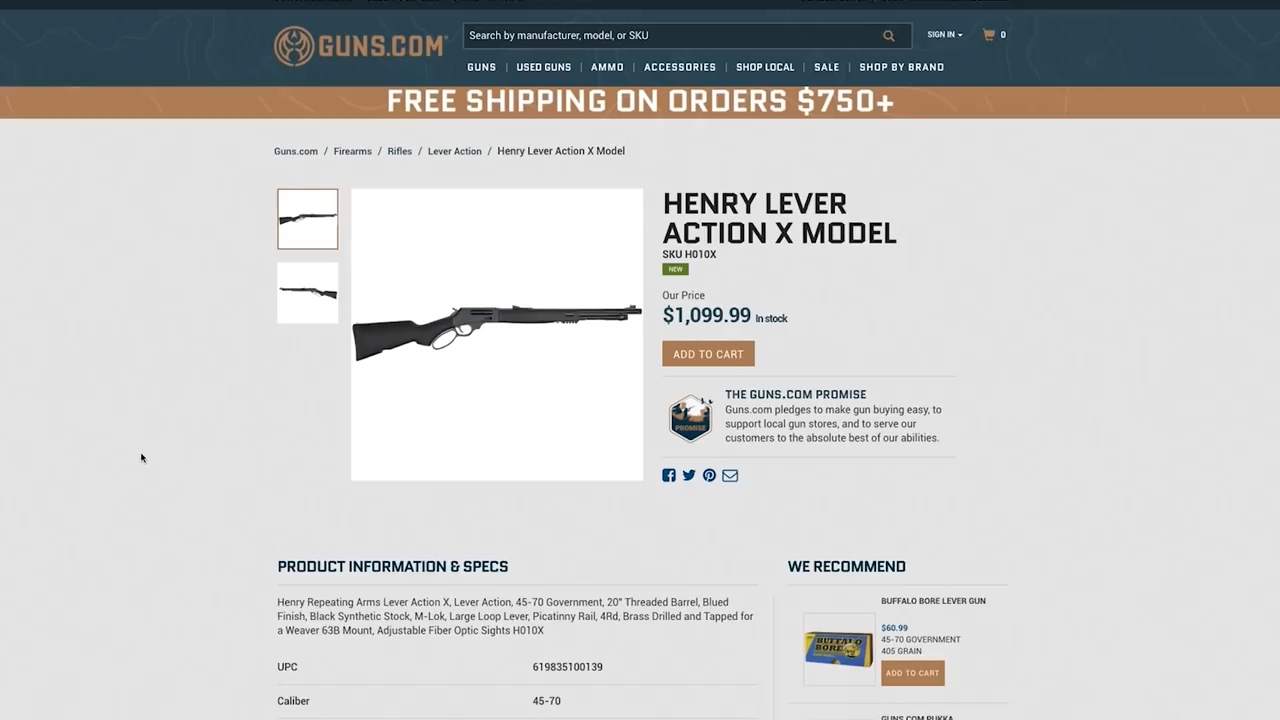 GUNS.COM
Search by manufacturer, model, or SKU
SIGN IN
0
GUNS
USED GUNS
AMMO
ACCESSORIES
SHOP LOCAL
SALE
SHOP BY BRAND
FREE SHIPPING ON ORDERS $750+
Guns.com / Firearms / Rifles / Lever Action / Henry Lever Action X Model
HENRY LEVER
ACTION X MODEL
SKU H010X
NEW
Our Price
$1,099.99 In stock
ADD TO CART
PROMISE
THE GUNS.COM PROMISE
Guns.com pledges to make gun buying easy, to
support local gun stores, and to serve our
customers to the absolute best of our abilities.
PRODUCT INFORMATION & SPECS
Henry Repeating Arms Lever Action X, Lever Action, 45-70 Government, 20" Threaded Barrel, Blued
Finish, Black Synthetic Stock, M-Lok, Large Loop Lever, Picatinny Rail, 4Rd, Brass Drilled and Tapped for
a Weaver 63B Mount, Adjustable Fiber Optic Sights H010X
UPC 619835100139
Caliber 45-70
WE RECOMMEND
BUFFALO BORE LEVER GUN
$60.99
45-70 GOVERNMENT
405 GRAIN
ADD TO CART
BUFFALO
BORE
GUNS.COM PUKKA